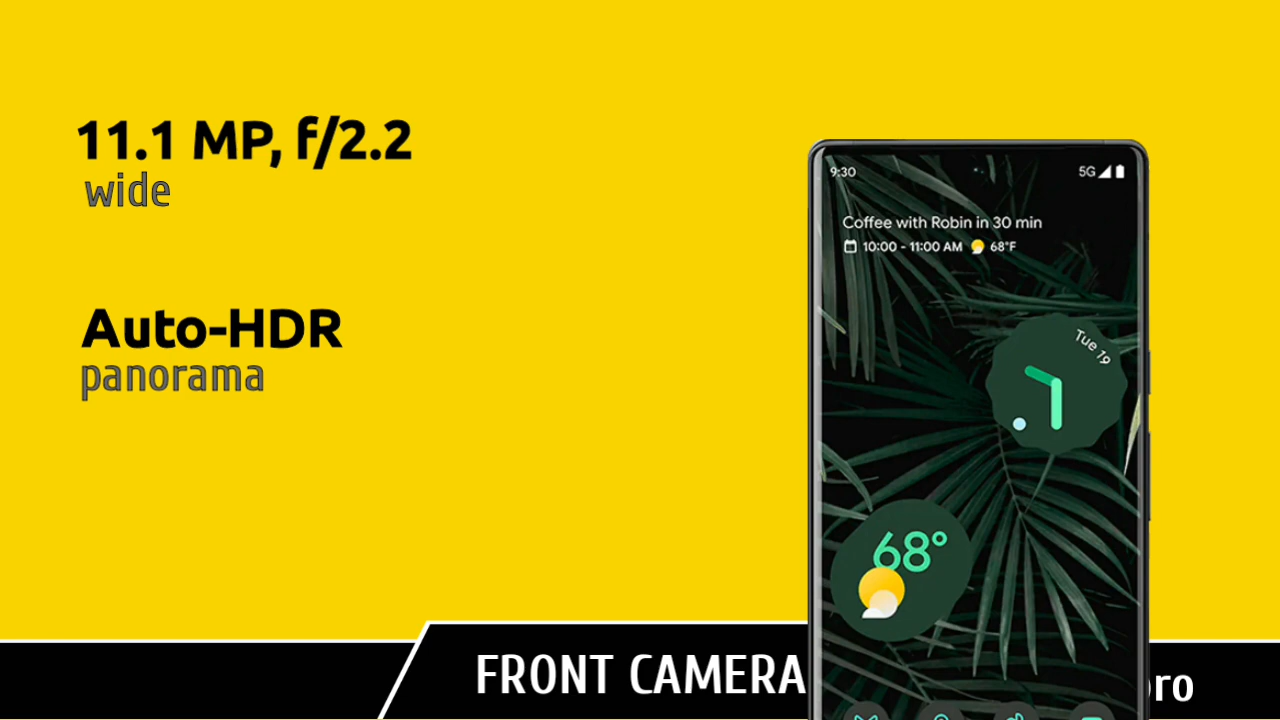 11.1 MP, f/2.2
wide
Auto-HDR
panorama
9:30
5G
Coffee with Robin in 30 min
10:00 - 11:00 AM 68°F
Tue 19
68°
FRONT CAMERA